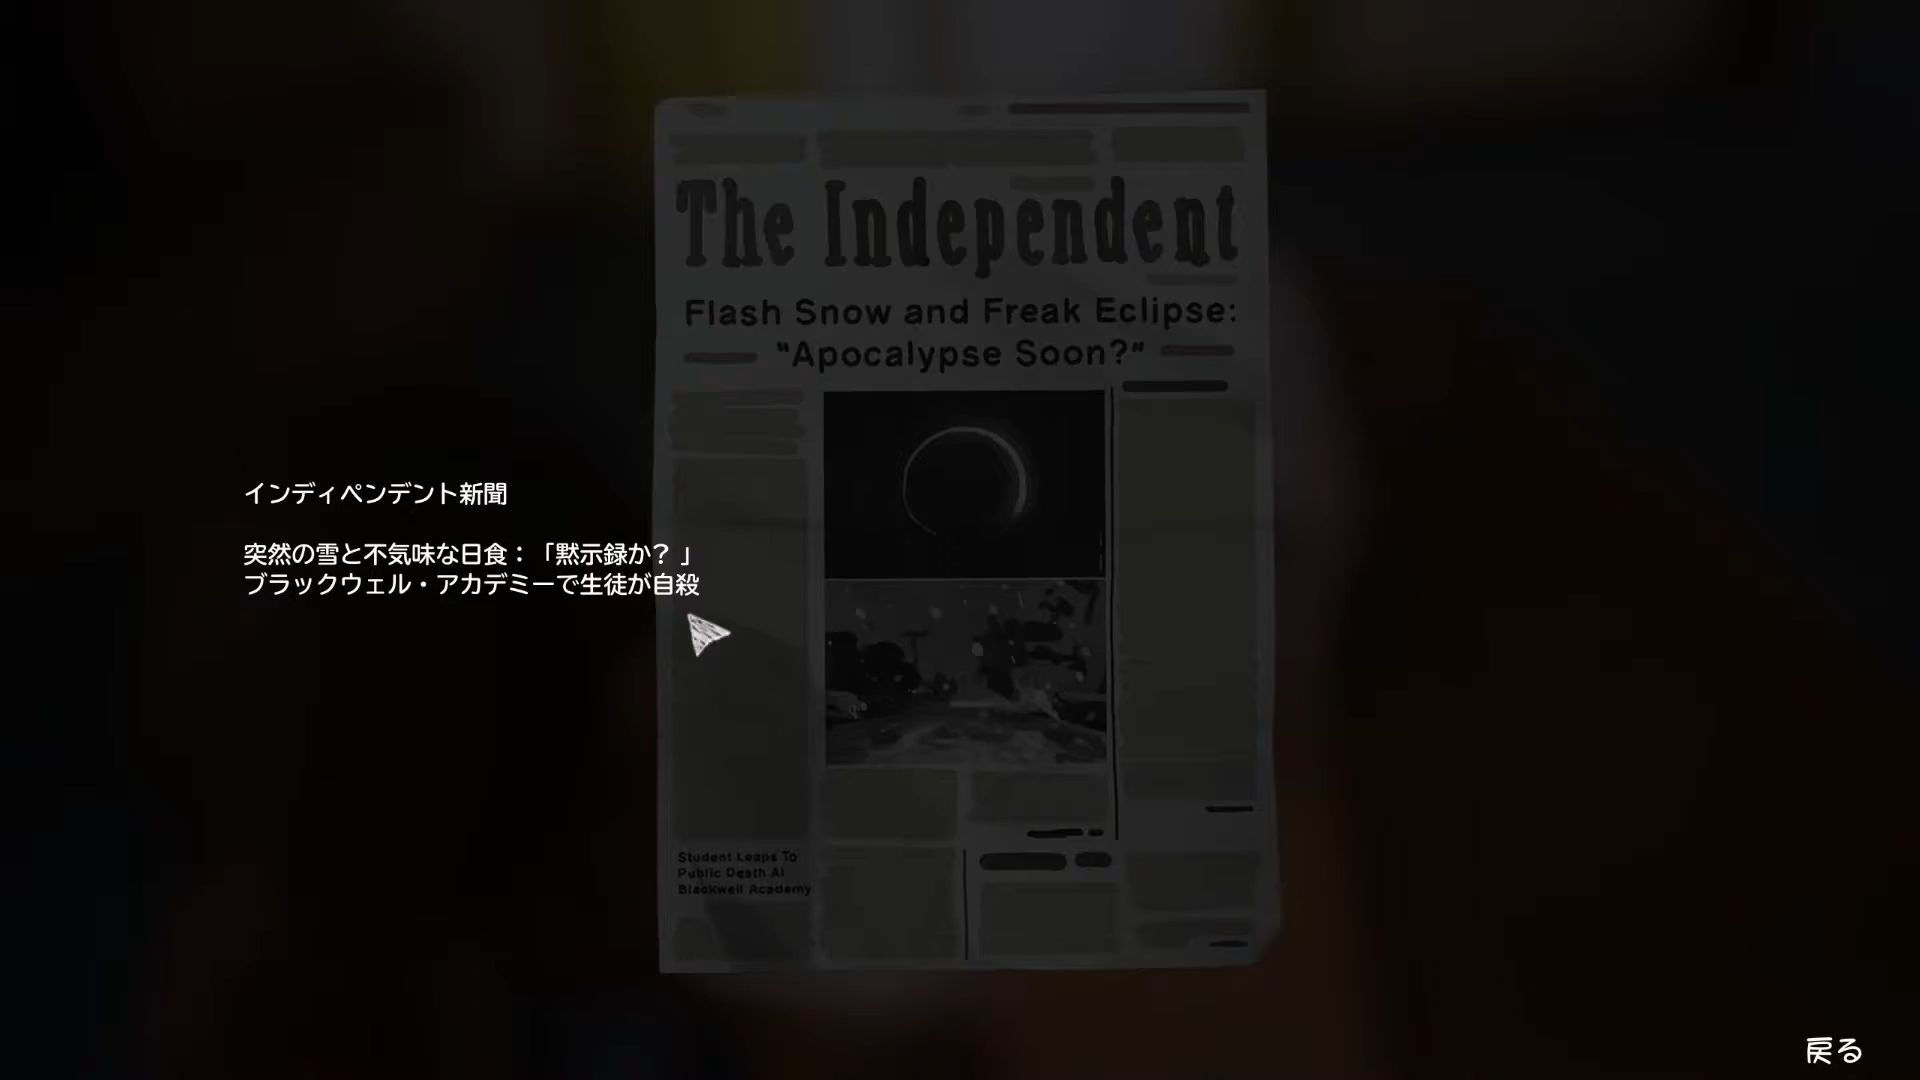 The Independent
Flash Snow and Freak Eclipse:
"Apocalypse Soon?"
インディペンデント新聞
突然の雪と不気味な日食：「黙示録か？」
ブラックウェル・アカデミーで生徒が自殺
Student Leaps To
Public Death At
Blackwell Academy
戻る